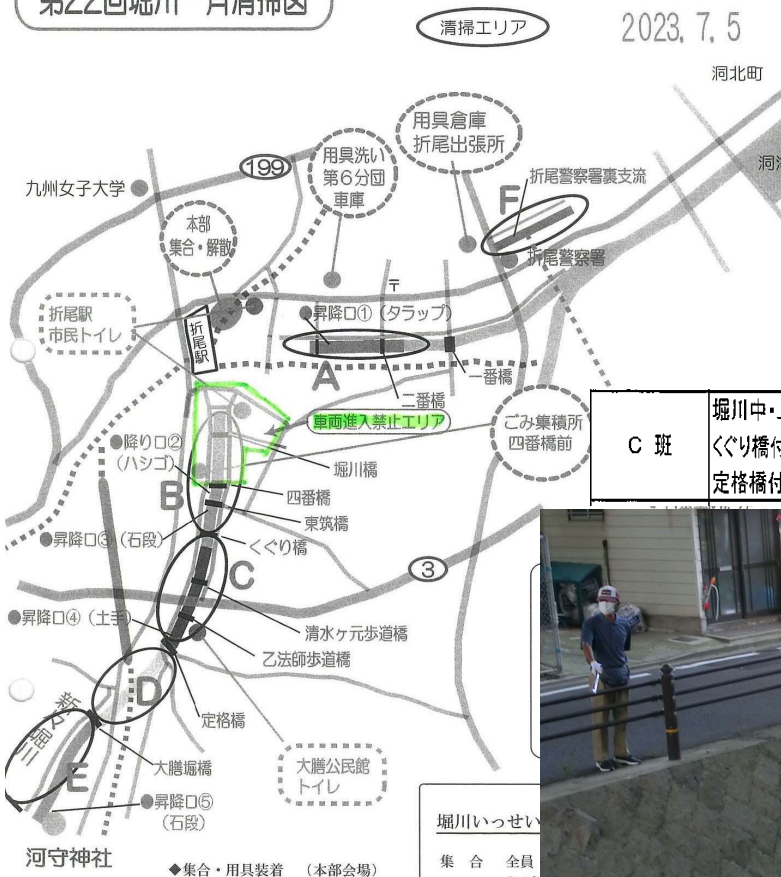 第22回堀川一斉清掃図
清掃エリア
2023.7.5
洞北町
用具倉庫
折尾出張所
用具洗い
第6分団
車庫
199
九州女子大学
折尾警察署裏支流
F
本部
集合・解散
折尾警察署
〒
昇降口①(タラップ)
折尾駅
市民トイレ
折尾駅
A
一番橋
二番橋
車両進入禁止エリア
ごみ集積所
四番橋前
C 班
堀川中・
くぐり橋付
定格橋付
降り口②
(ハシゴ)
堀川橋
B
四番橋
東筑橋
昇降口③(石段)
くぐり橋
C
3
昇降口④(土手)
清水ヶ元歩道橋
乙法師歩道橋
D
定格橋
新々堀川
大膳堀橋
E
大膳公民館
トイレ
昇降口⑤
(石段)
河守神社
堀川いっせい
集 合 全員
◆集合・用具装着 (本部会場)